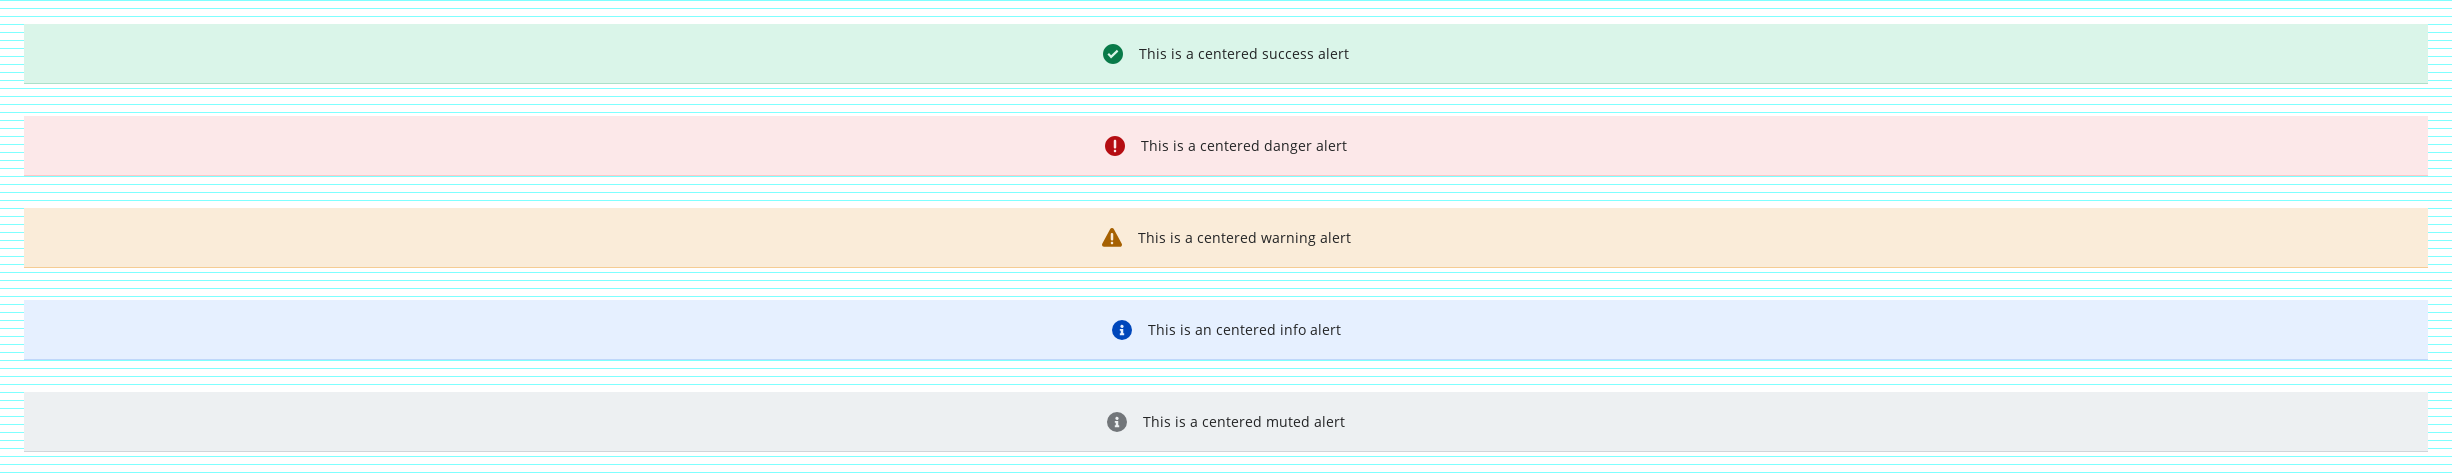 This is a centered success alert
This is a centered danger alert
This is a centered warning alert
This is an centered info alert
This is a centered muted alert